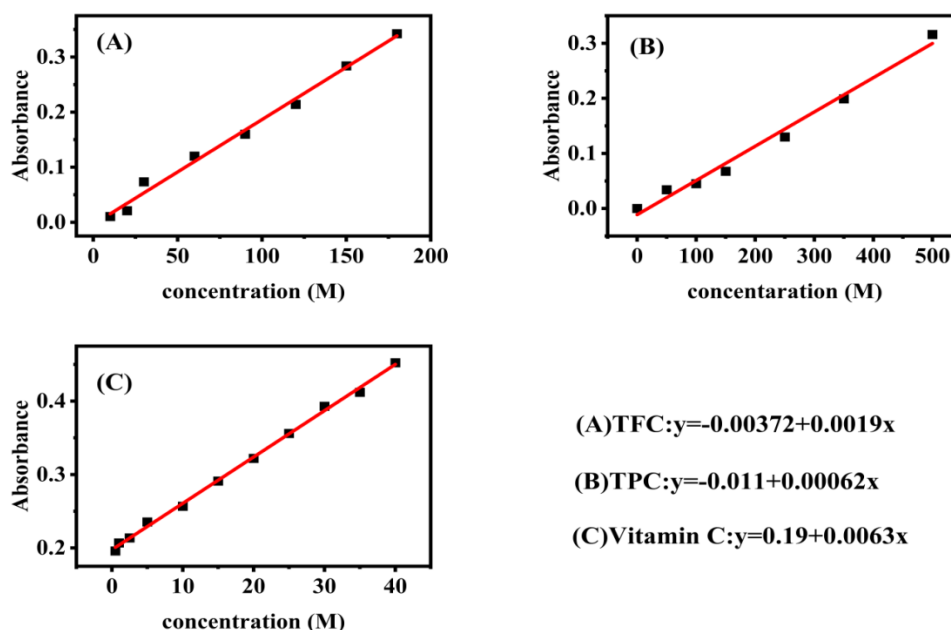 (A)
Absorbance
0.3
0.2
0.1
0.0
0 50 100 150 200
concentration (M)
(B)
Absorbance
0.3
0.2
0.1
0.0
0 100 200 300 400 500
concentaration (M)
(C)
Absorbance
0.4
0.3
0.2
0 10 20 30 40
concentration (M)
(A)TFC:y=-0.00372+0.0019x
(B)TPC:y=-0.011+0.00062x
(C)Vitamin C:y=0.19+0.0063x